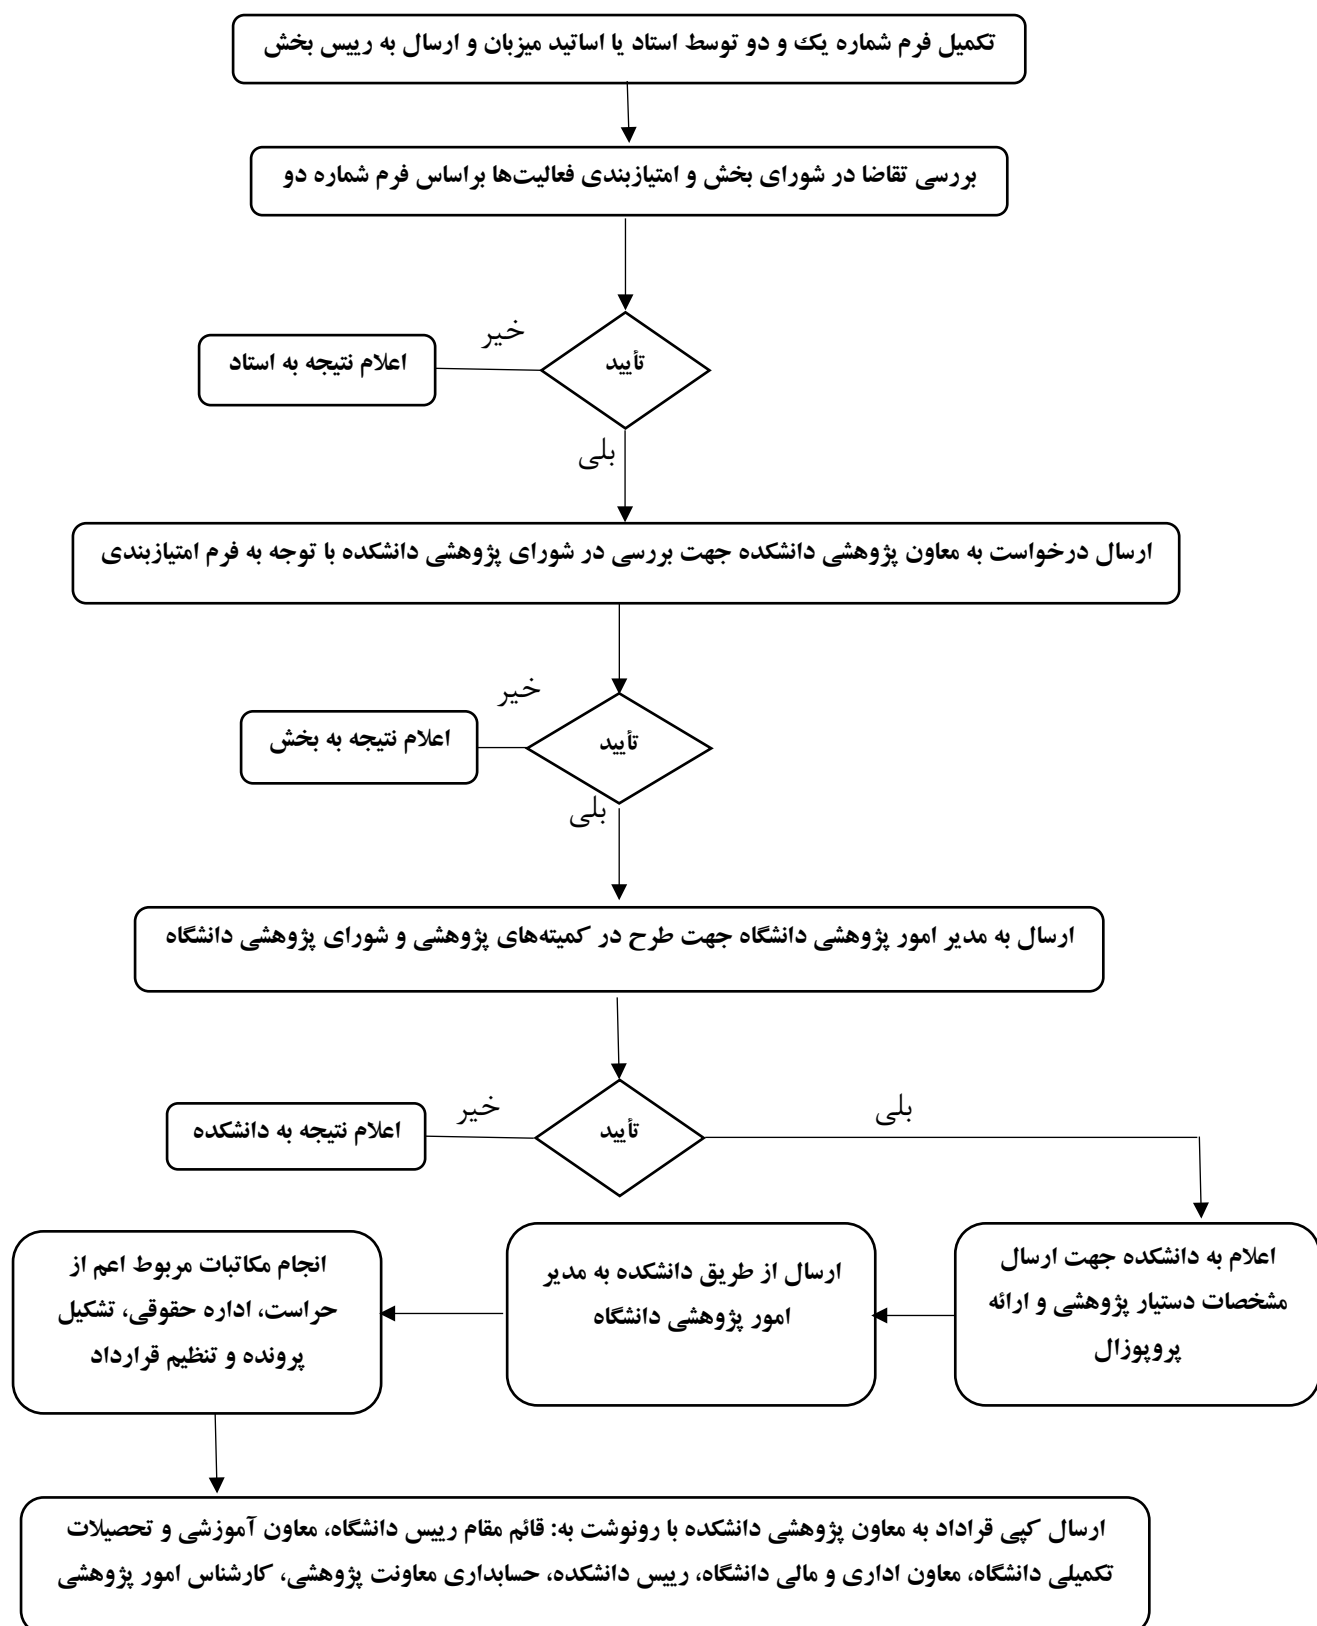 تکمیل فرم شماره یک و دو توسط استاد یا اساتید میزبان و ارسال به رییس بخش
بررسی تقاضا در شورای بخش و امتیازبندی فعالیت‌ها براساس فرم شماره دو
تأیید
خیر
اعلام نتیجه به استاد
بلی
ارسال درخواست به معاون پژوهشی دانشکده جهت بررسی در شورای پژوهشی دانشکده با توجه به فرم امتیازبندی
خیر
تأیید
اعلام نتیجه به بخش
بلی
ارسال به مدیر امور پژوهشی دانشگاه جهت طرح در کمیته‌های پژوهشی و شورای پژوهشی دانشگاه
بلی
خیر
تأیید
اعلام نتیجه به دانشکده
اعلام به دانشکده جهت ارسال
مشخصات دستیار پژوهشی و ارائه
پروپوزال
ارسال از طریق دانشکده به مدیر
امور پژوهشی دانشگاه
انجام مکاتبات مربوط اعم از
حراست، اداره حقوقی، تشکیل
پرونده و تنظیم قرارداد
ارسال کپی قراداد به معاون پژوهشی دانشکده با رونوشت به: قائم مقام رییس دانشگاه، معاون آموزشی و تحصیلات
تکمیلی دانشگاه، معاون اداری و مالی دانشگاه، رییس دانشکده، حسابداری معاونت پژوهشی، کارشناس امور پژوهشی